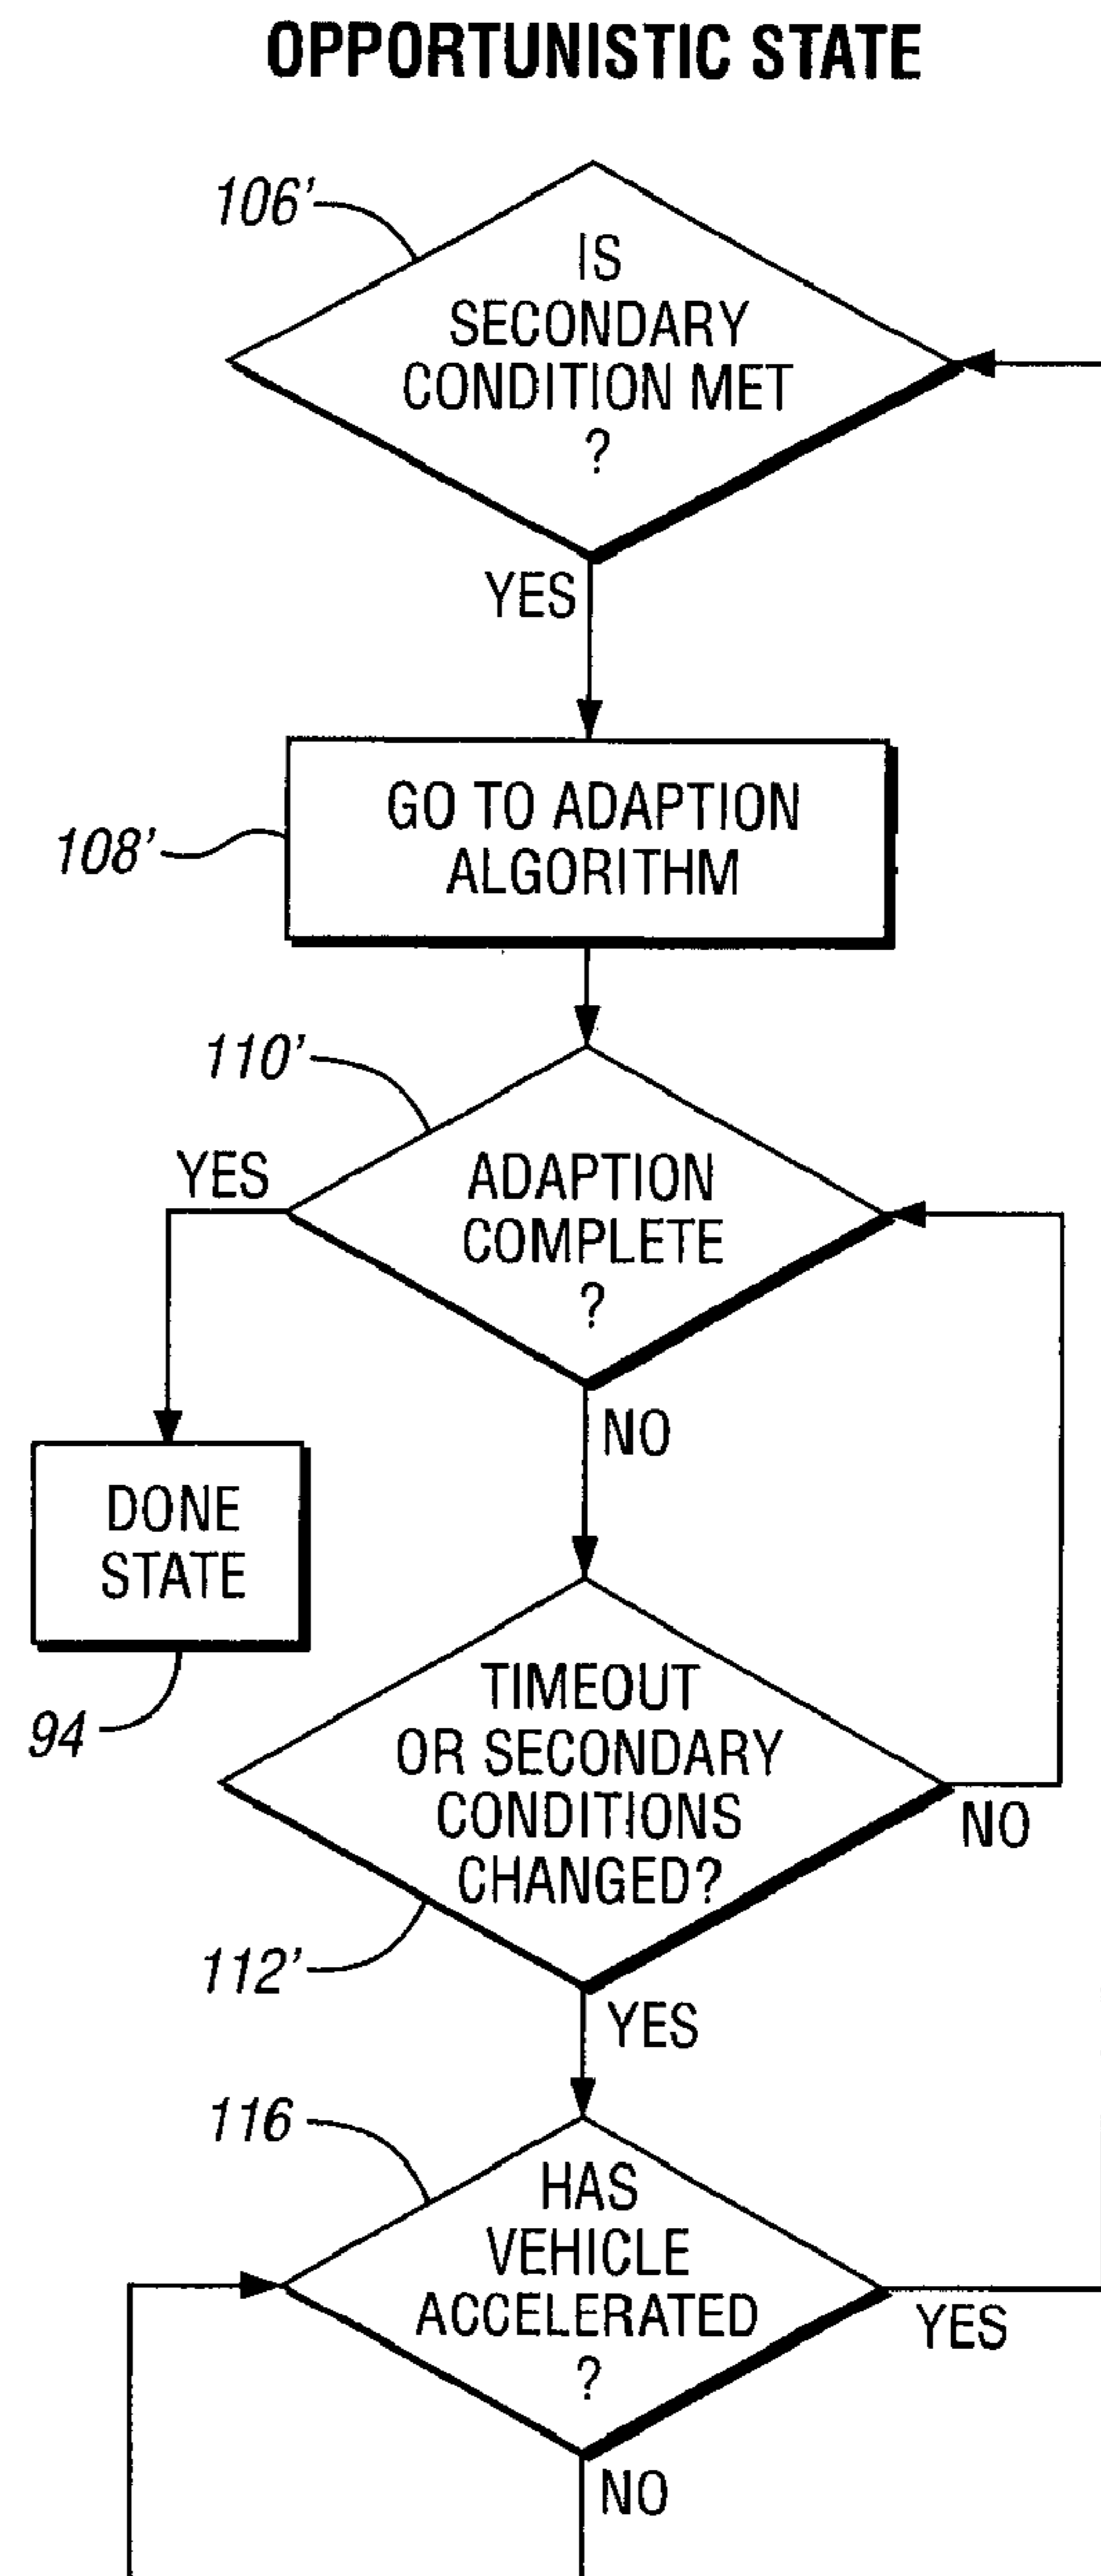 OPPORTUNISTIC STATE
106'
IS
SECONDARY
CONDITION MET
?
YES
GO TO ADAPTION
ALGORITHM
108'
110'
YES
ADAPTION
COMPLETE
?
NO
DONE
STATE
94
TIMEOUT
OR SECONDARY
CONDITIONS
CHANGED?
NO
112'
YES
116
HAS
VEHICLE
ACCELERATED
?
YES
NO